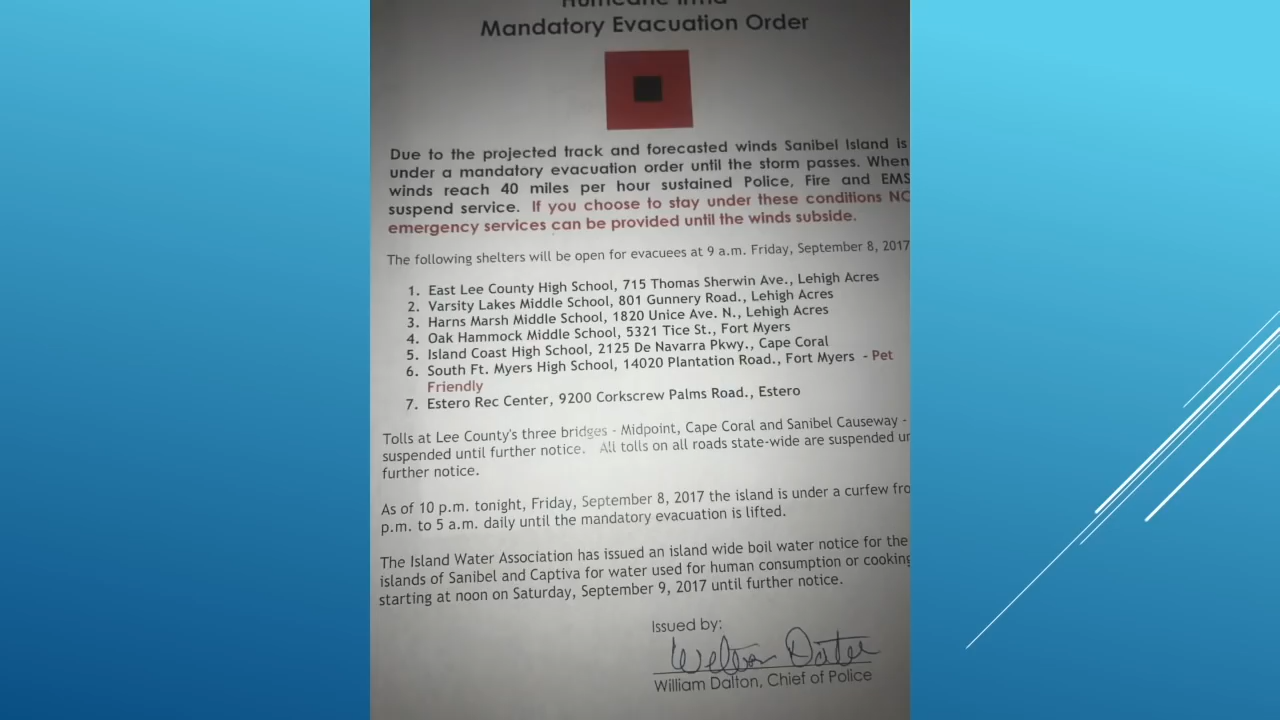 Mandatory Evacuation Order
Due to the projected track and forecasted winds Sanibel Island is
under a mandatory evacuation order until the storm passes. When
winds reach 40 miles per hour sustained Police, Fire and EMS
suspend service. If you choose to stay under these conditions NO
emergency services can be provided until the winds subside.
The following shelters will be open for evacuees at 9 a.m. Friday, September 8, 2017
1. East Lee County High School, 715 Thomas Sherwin Ave., Lehigh Acres
2. Varsity Lakes Middle School, 801 Gunnery Road., Lehigh Acres
3. Harns Marsh Middle School, 1820 Unice Ave. N., Lehigh Acres
4. Oak Hammock Middle School, 5321 Tice St., Fort Myers
5. Island Coast High School, 2125 De Navarra Pkwy., Cape Coral
6. South Ft. Myers High School, 14020 Plantation Road., Fort Myers - Pet
Friendly
7. Estero Rec Center, 9200 Corkscrew Palms Road., Estero
Tolls at Lee County's three bridges - Midpoint, Cape Coral and Sanibel Causeway -
suspended until further notice. All tolls on all roads state-wide are suspended
further notice.
As of 10 p.m. tonight, Friday, September 8, 2017 the island is under a curfew
p.m. to 5 a.m. daily until the mandatory evacuation is lifted.
The Island Water Association has issued an island wide boil water notice for the
islands of Sanibel and Captiva for water used for human consumption or cooking
starting at noon on Saturday, September 9, 2017 until further notice.
Issued by:
William Dalton, Chief of Police